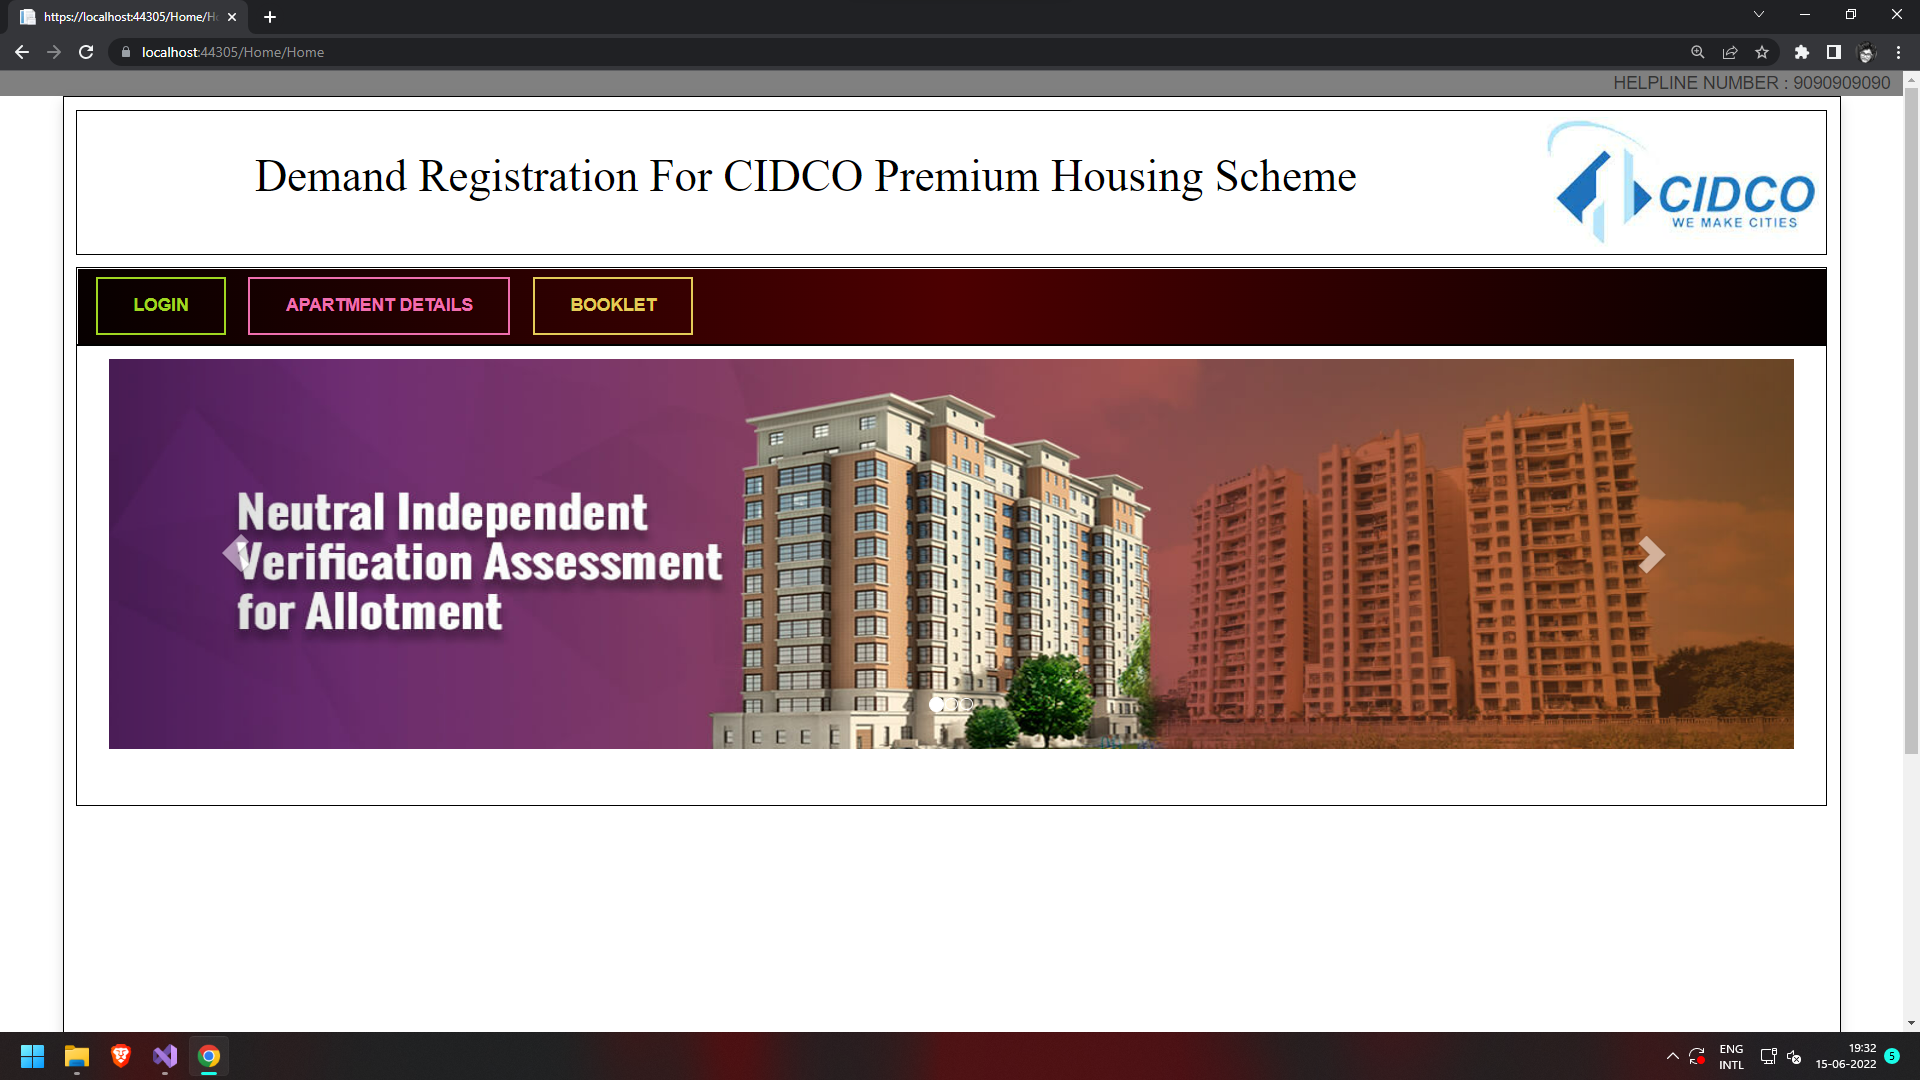 https://localhost:44305/Home/H
localhost:44305/Home/Home
HELPLINE NUMBER : 9090909090
Demand Registration For CIDCO Premium Housing Scheme
CIDCO
WE MAKE CITIES
LOGIN
APARTMENT DETAILS
BOOKLET
Neutral Independent
Verification Assessment
for Allotment
ENG
INTL
19:32
15-06-2022
5